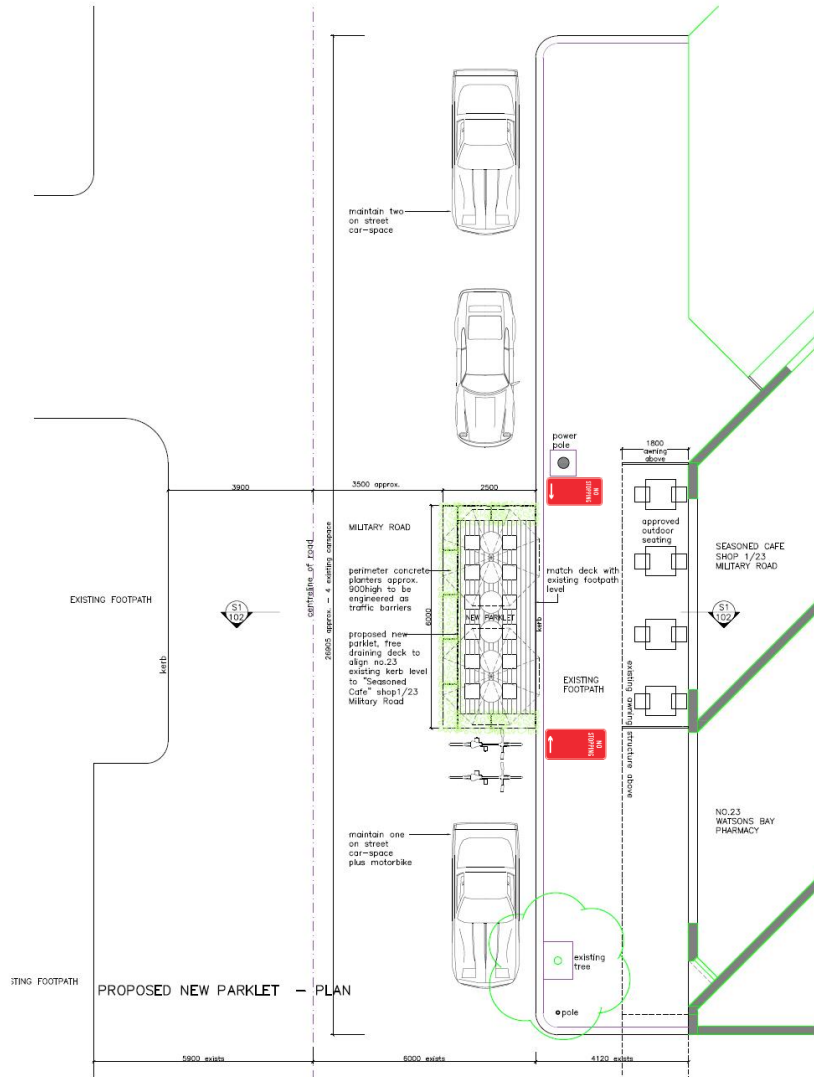 maintain two
on street
car-space
power
pole
NO
STOPPING
1800
awning
above
3900
3500 approx.
2500
MILITARY ROAD
approved
outdoor
seating
SEASONED CAFE
SHOP 1/23
MILITARY ROAD
centreline of road
26905 approx. - 4 existing carspace
perimeter concrete
planters approx.
900high to be
engineered as
traffic barriers
6000
match deck with
existing footpath
level
EXISTING FOOTPATH
S1
102
NEW PARKLET
kerb
S1
102
kerb
proposed new
parklet, free
draining deck to
align no.23
existing kerb level
to "Seasoned
Cafe" shop1/23
Military Road
EXISTING
FOOTPATH
existing awning structure above
NO
STOPPING
NO.23
WATSONS BAY
PHARMACY
maintain one
on street
car-space
plus motorbike
existing
tree
pole
STING FOOTPATH
PROPOSED NEW PARKLET - PLAN
5900 exists
6000 exists
4120 exists